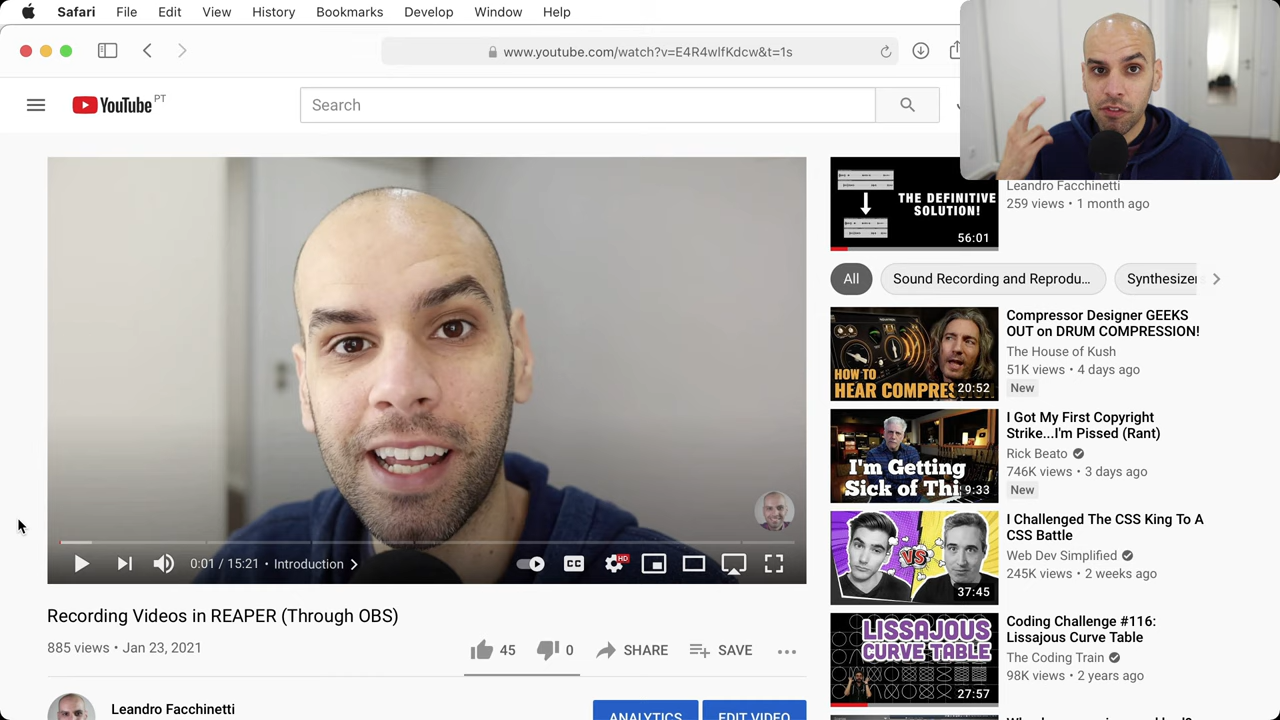 Safari File Edit View History Bookmarks Develop Window Help
www.youtube.com/watch?v=E4R4wlfKdcw&t=1s
YouTube PT
Search
0:01 / 15:21 • Introduction
CC
HD
Recording Videos in REAPER (Through OBS)
885 views • Jan 23, 2021
45
0
SHARE
SAVE
Leandro Facchinetti
ANALYTICS
EDIT VIDEO
THE DEFINITIVE
SOLUTION!
56:01
Leandro Facchinetti
259 views • 1 month ago
All
Sound Recording and Reprodu...
Synthesizer
HOW TO
HEAR COMPRES
20:52
Compressor Designer GEEKS
OUT on DRUM COMPRESSION!
The House of Kush
51K views • 4 days ago
New
I'm Getting
Sick of Thi
9:33
I Got My First Copyright
Strike...I'm Pissed (Rant)
Rick Beato
746K views • 3 days ago
New
VS
37:45
I Challenged The CSS King To A
CSS Battle
Web Dev Simplified
245K views • 2 weeks ago
LISSAJOUS
CURVE TABLE
27:57
Coding Challenge #116:
Lissajous Curve Table
The Coding Train
98K views • 2 years ago